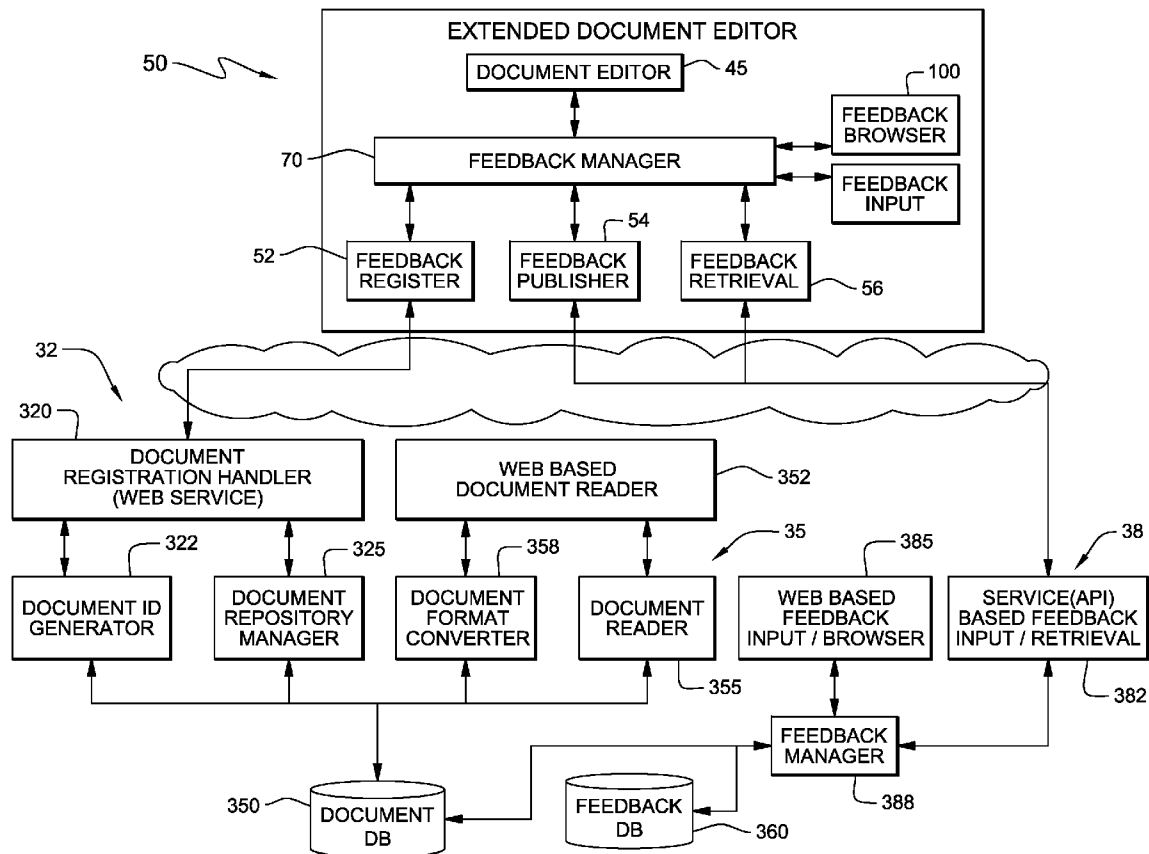 EXTENDED DOCUMENT EDITOR
50
DOCUMENT EDITOR
45
100
FEEDBACK
BROWSER
70
FEEDBACK MANAGER
FEEDBACK
INPUT
52
FEEDBACK
REGISTER
54
FEEDBACK
PUBLISHER
FEEDBACK
RETRIEVAL
56
32
320
DOCUMENT
REGISTRATION HANDLER
(WEB SERVICE)
WEB BASED
DOCUMENT READER
352
322
325
358
35
385
38
DOCUMENT ID
GENERATOR
DOCUMENT
REPOSITORY
MANAGER
DOCUMENT
FORMAT
CONVERTER
DOCUMENT
READER
355
WEB BASED
FEEDBACK
INPUT / BROWSER
SERVICE(API)
BASED FEEDBACK
INPUT / RETRIEVAL
382
FEEDBACK
MANAGER
388
350
DOCUMENT
DB
FEEDBACK
DB
360